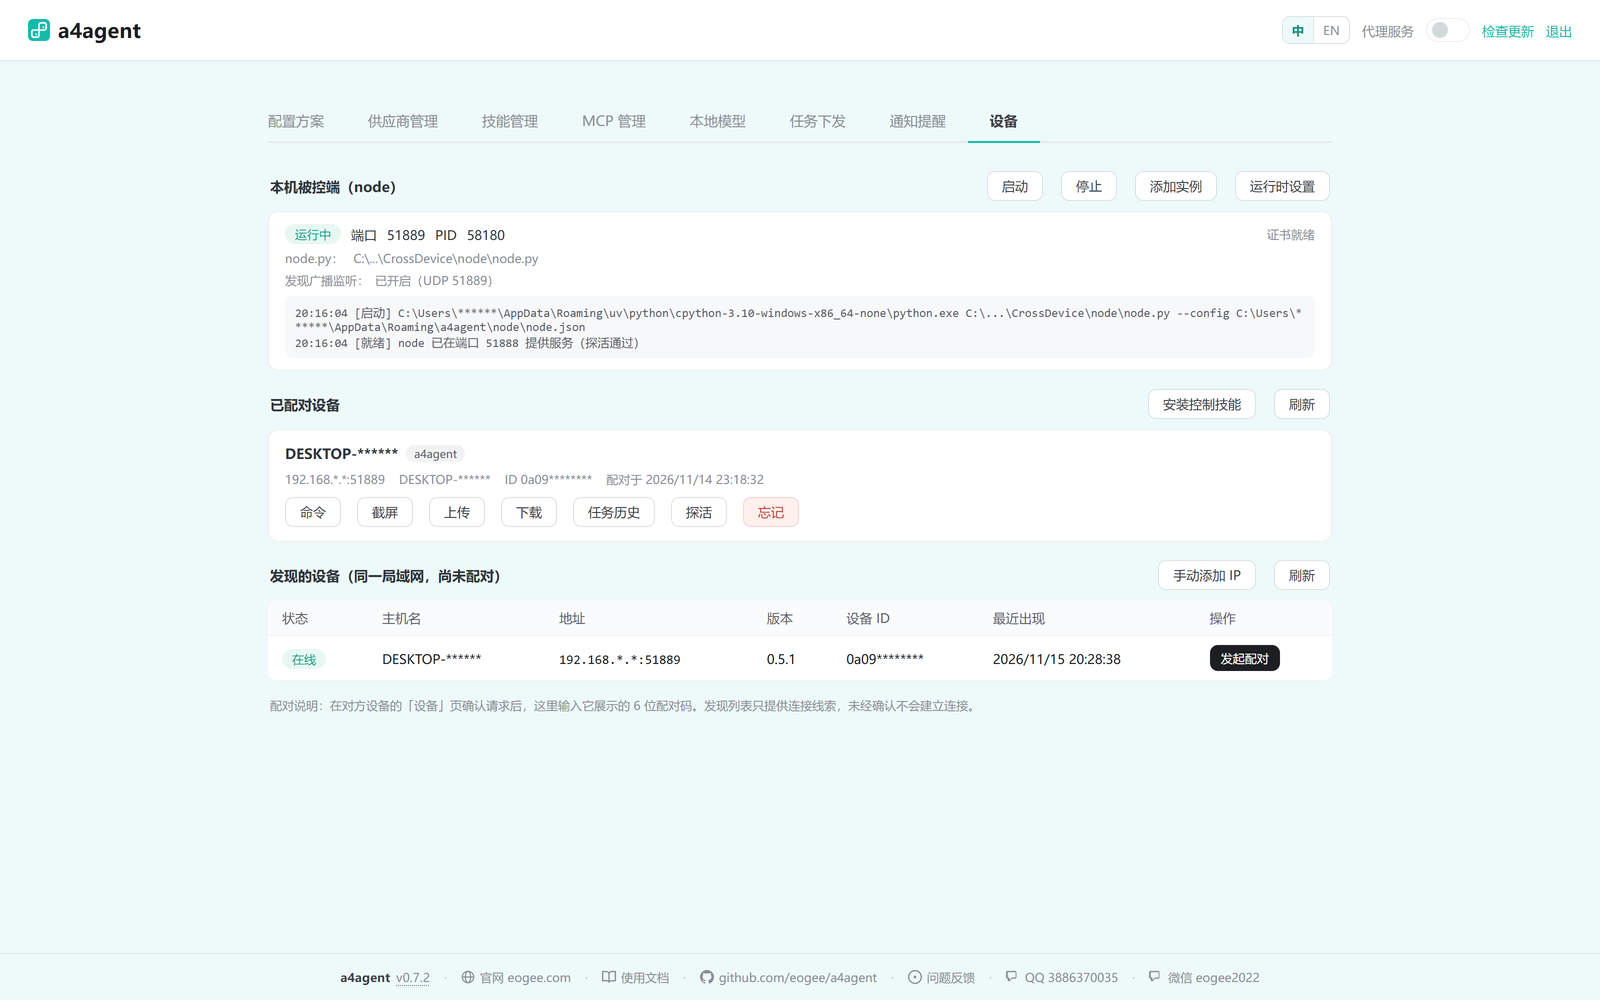 a4agent
中 EN 代理服务 检查更新 退出
配置方案 供应商管理 技能管理 MCP 管理 本地模型 任务下发 通知提醒 设备
本机被控端（node） 启动 停止 添加实例 运行时设置
运行中 端口 51889 PID 58180 证书就绪
node.py: C:\...\CrossDevice\node\node.py
发现广播监听： 已开启（UDP 51889）
20:16:04 [启动] C:\Users\******\AppData\Roaming\uv\python\cpython-3.10-windows-x86_64-none\python.exe C:\...\CrossDevice\node\node.py --config C:\Users\*
*****\AppData\Roaming\a4agent\node\node.json
20:16:04 [就绪] node 已在端口 51888 提供服务（探活通过）
已配对设备 安装控制技能 刷新
DESKTOP-****** a4agent
192.168.*.*:51889 DESKTOP-****** ID 0a09******** 配对于 2026/11/14 23:18:32
命令 截屏 上传 下载 任务历史 探活 忘记
发现的设备（同一局域网，尚未配对） 手动添加 IP 刷新
状态 主机名 地址 版本 设备 ID 最近出现 操作
在线 DESKTOP-****** 192.168.*.*:51889 0.5.1 0a09******** 2026/11/15 20:28:38 发起配对
配对说明：在对方设备的「设备」页确认请求后，这里输入它展示的 6 位配对码。发现列表只提供连接线索，未经确认不会建立连接。
a4agent v0.7.2 · 官网 eogee.com · 使用文档 · github.com/eogee/a4agent · 问题反馈 · QQ 3886370035 · 微信 eogee2022